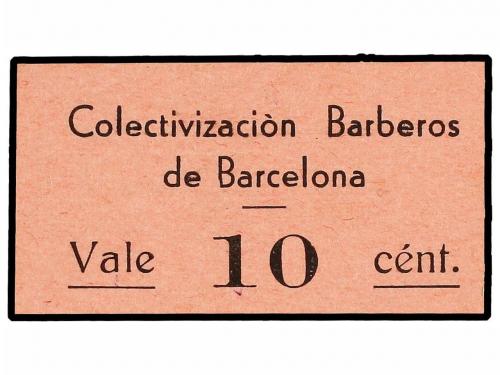 Colectivizaciòn Barberos
de Barcelona
Vale 10 cént.